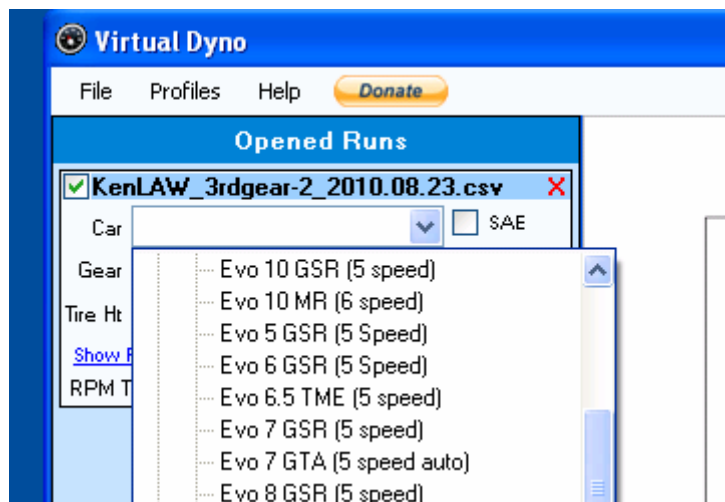 Virtual Dyno
File Profiles Help Donate
Opened Runs
KenLAW_3rdgear-2_2010.08.23.csv
Car SAE
Gear
Evo 10 GSR (5 speed)
Evo 10 MR (6 speed)
Tire Ht
Evo 5 GSR (5 Speed)
Show
Evo 6 GSR (5 Speed)
RPM T
Evo 6.5 TME (5 speed)
Evo 7 GSR (5 speed)
Evo 7 GTA (5 speed auto)
Evo 8 GSR (5 speed)